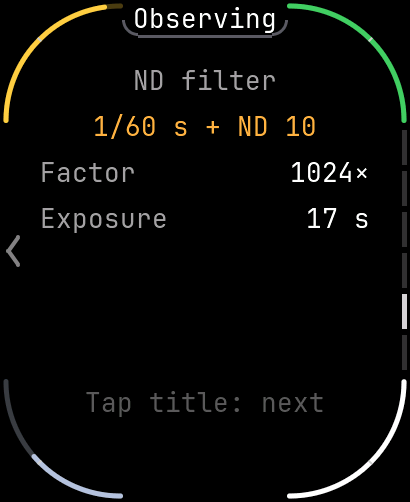 Observing
ND filter
1/60 s + ND 10
Factor 1024×
Exposure 17 s
Tap title: next